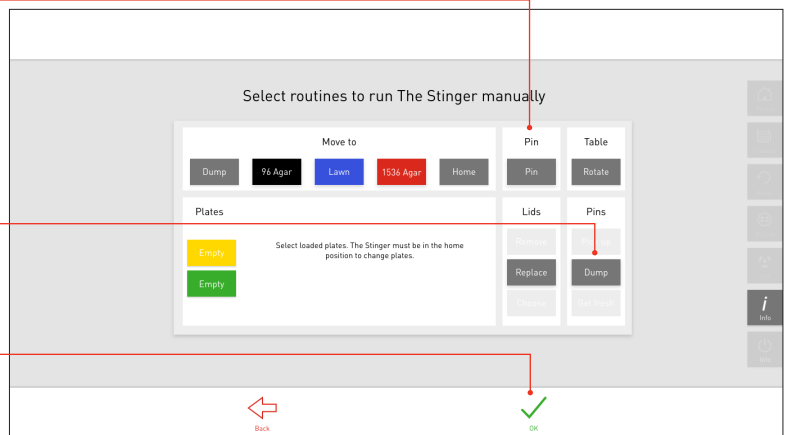 Select routines to run The Stinger manually
Move to
Dump
96 Agar
Lawn
1536 Agar
Home
Pin
Pin
Table
Rotate
Plates
Empty
Empty
Select loaded plates. The Stinger must be in the home
position to change plates.
Lids
Replace
Pins
Dump
i
Info
Back
OK